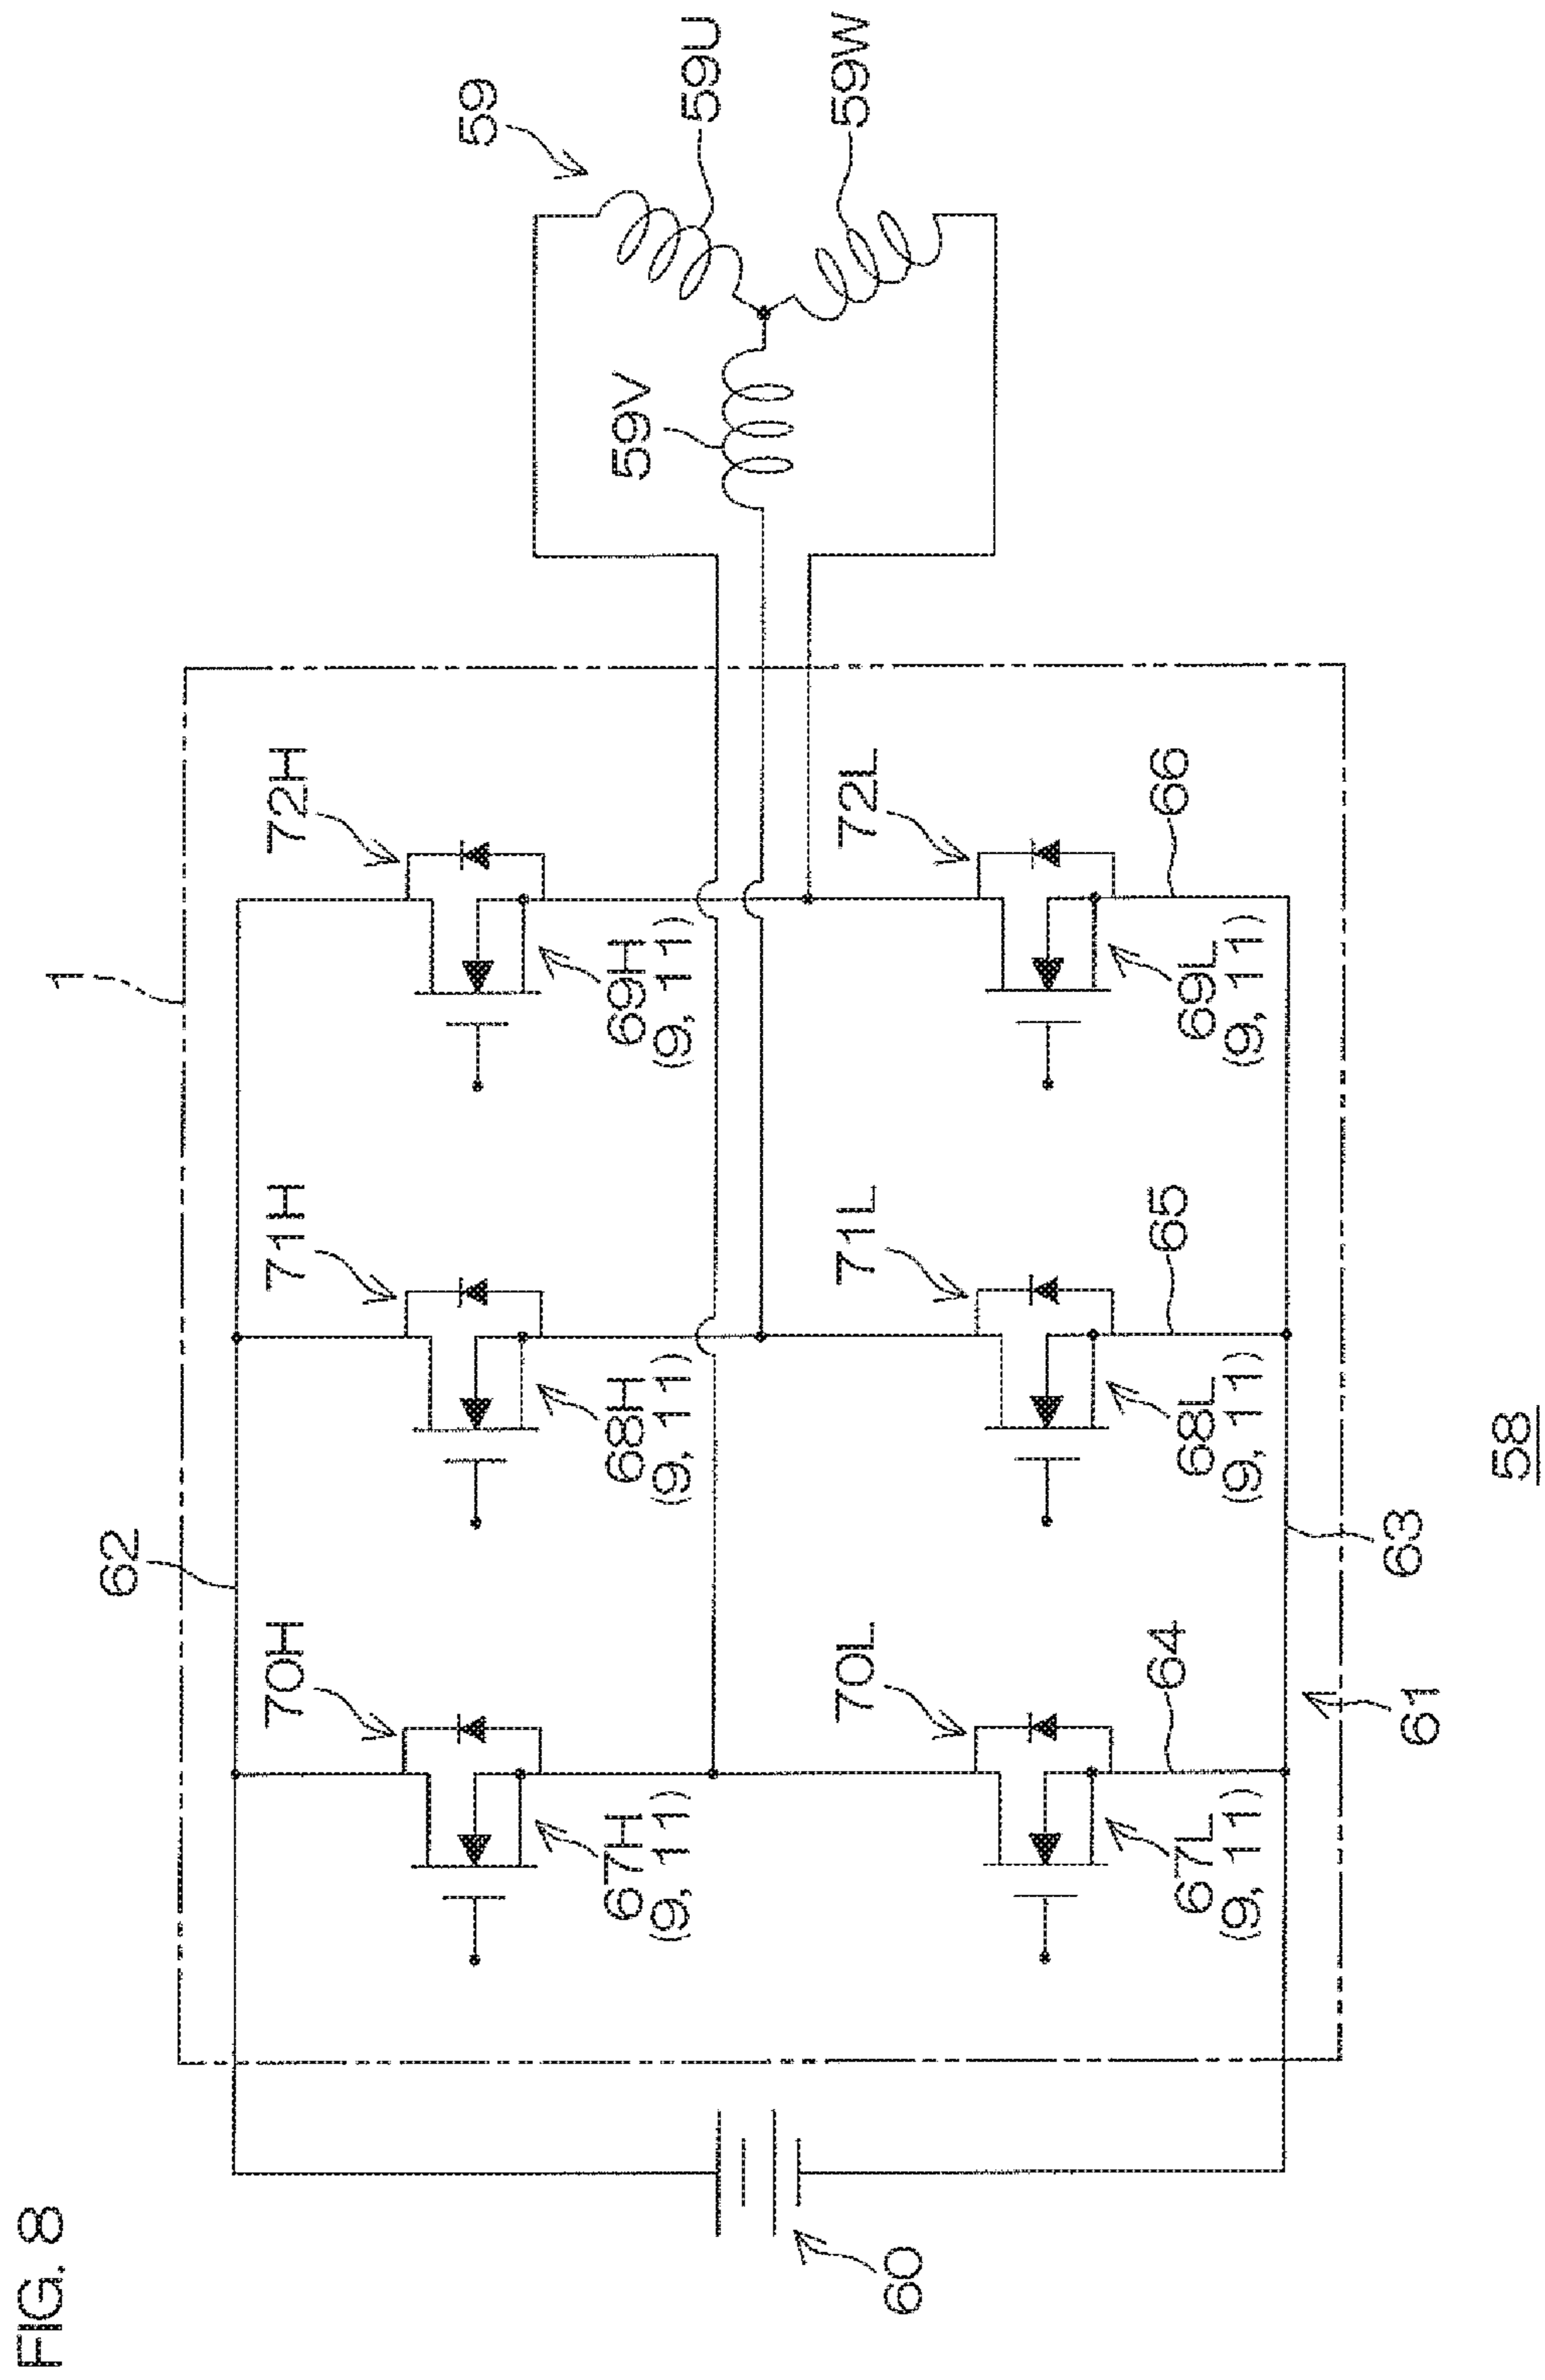 FIG. 8
1
62
70H
71H
72H
67H
(9, 11)
68H
(9, 11)
69H
(9, 11)
59
59U
59V
59W
60
70L
71L
72L
67L
(9, 11)
68L
(9, 11)
69L
(9, 11)
64
65
66
61
63
58